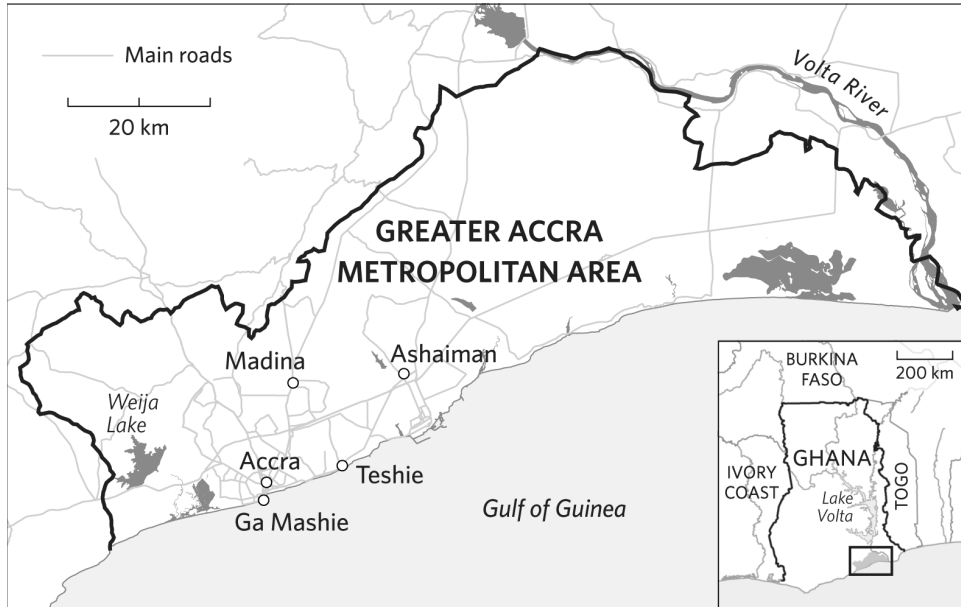 Main roads
20 km
Volta River
GREATER ACCRA
METROPOLITAN AREA
Madina
Ashaiman
Weija
Lake
Accra
Teshie
Ga Mashie
Gulf of Guinea
BURKINA
FASO
200 km
GHANA
IVORY
COAST
TOGO
Lake
Volta